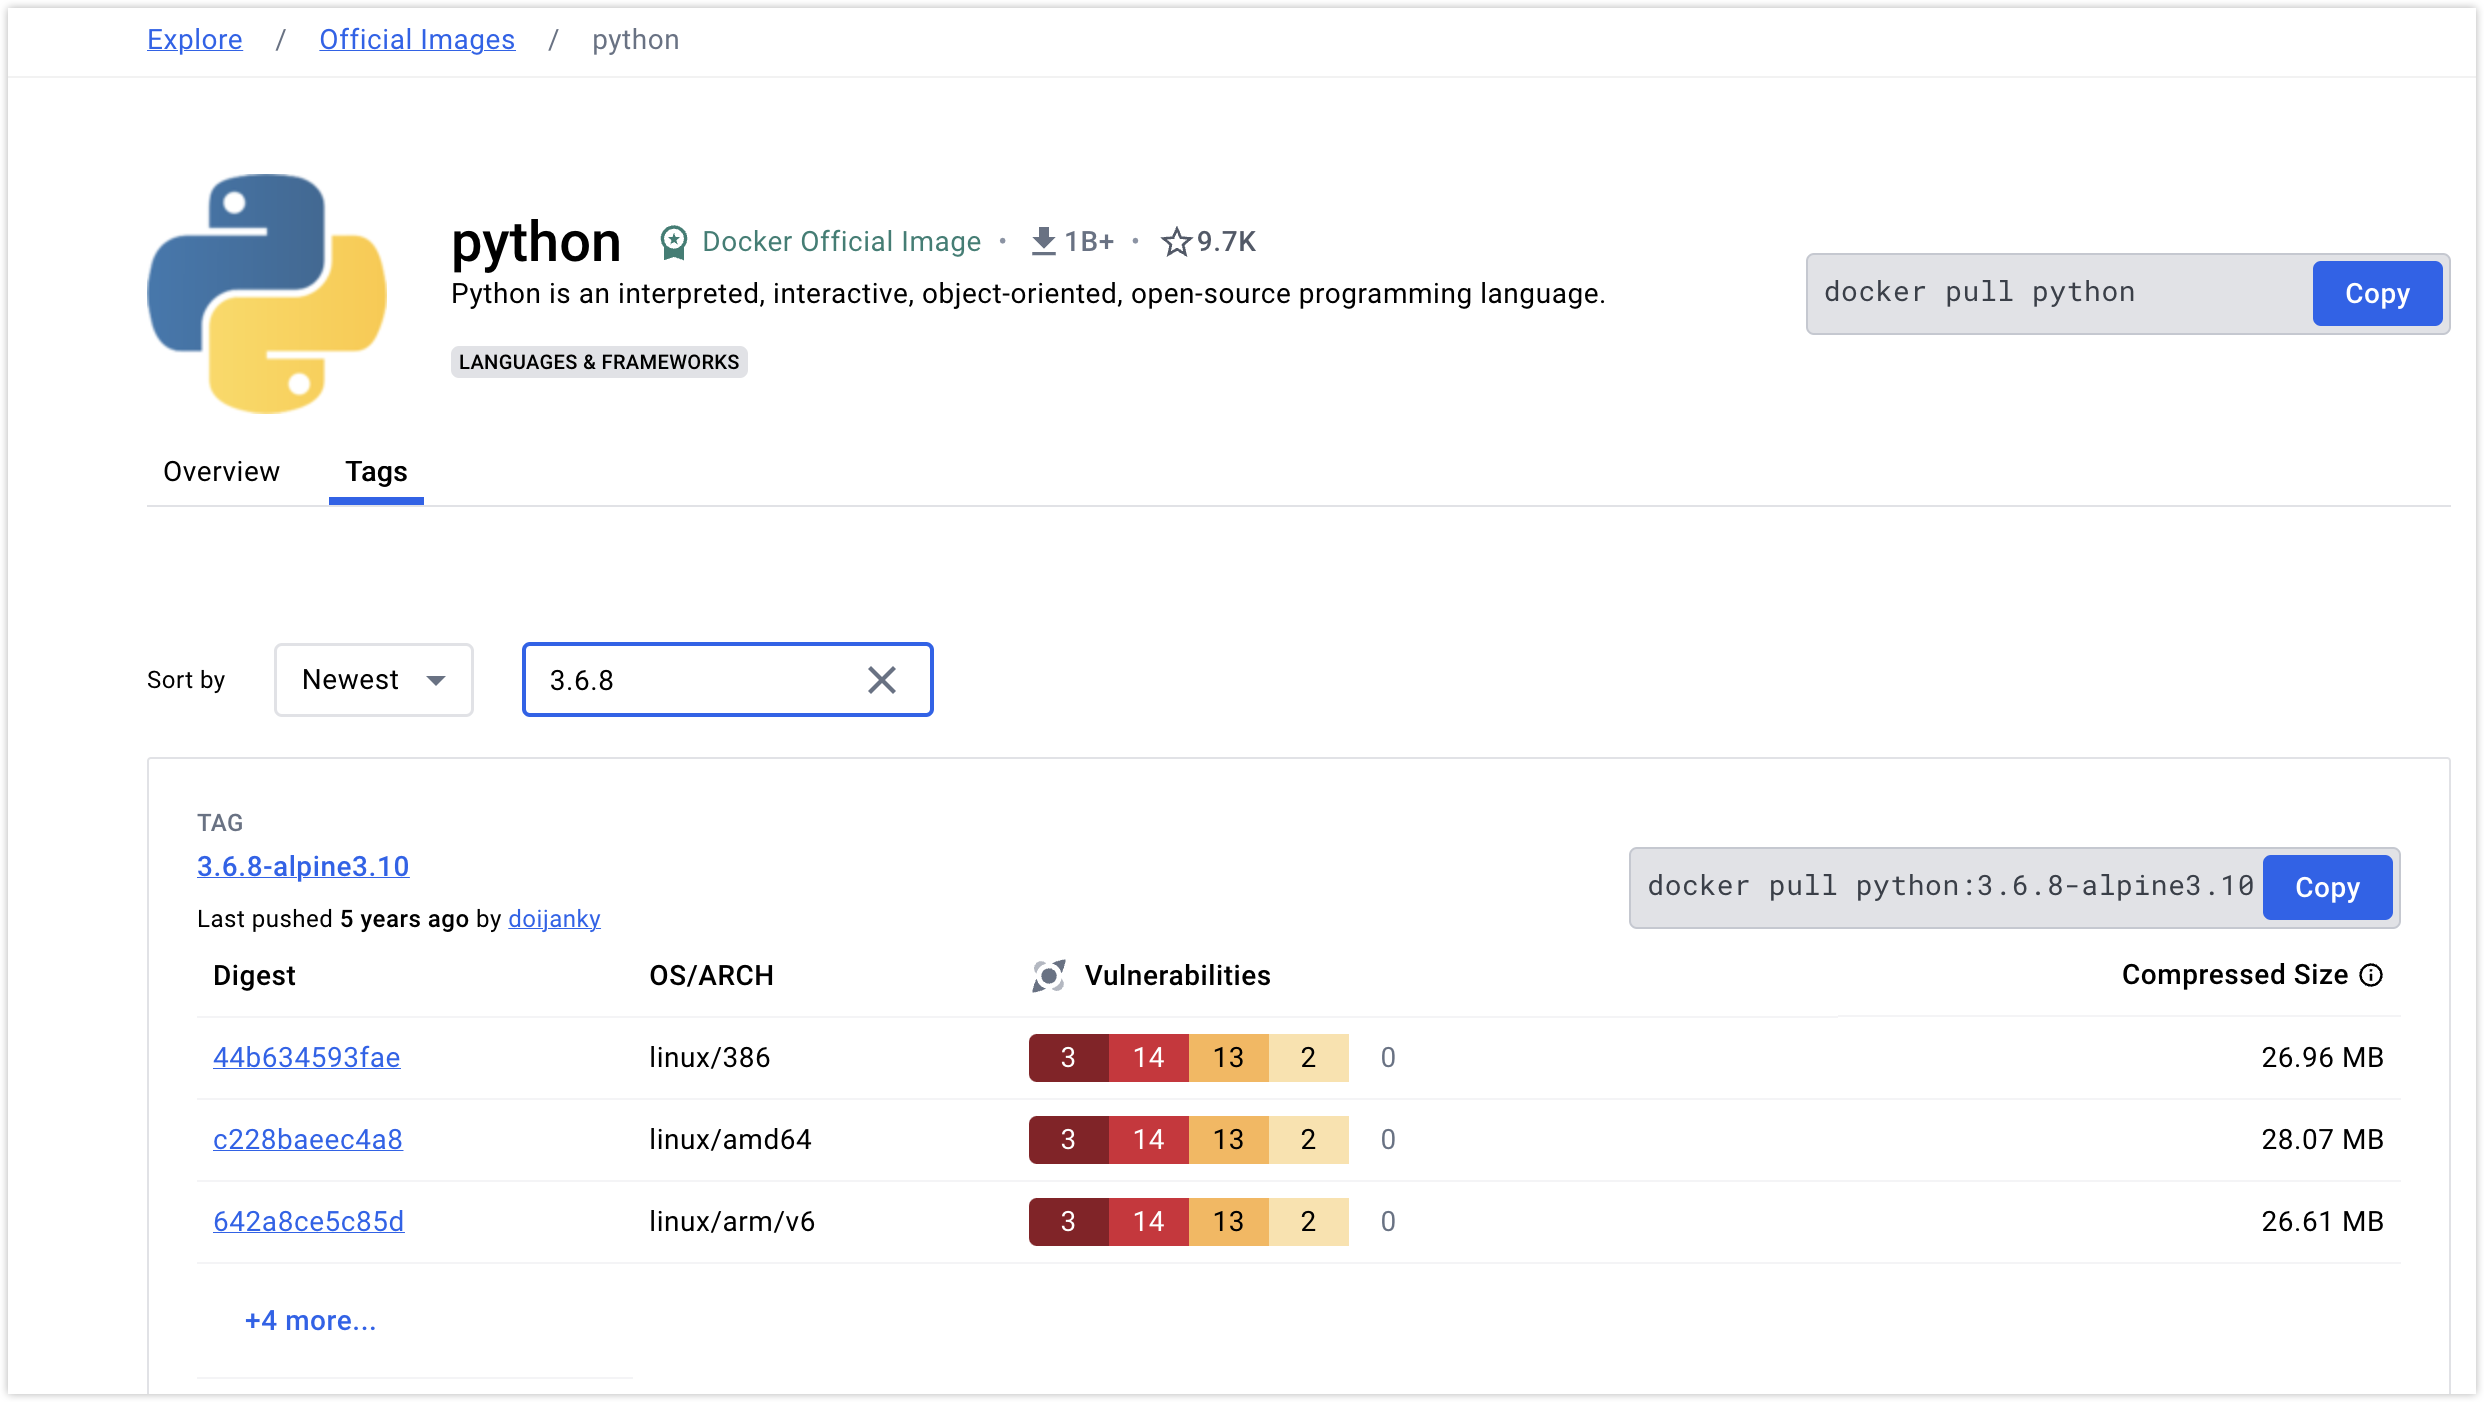 Explore / Official Images / python
python Docker Official Image • 1B+ • 9.7K
Python is an interpreted, interactive, object-oriented, open-source programming language.
docker pull python Copy
LANGUAGES & FRAMEWORKS
Overview Tags
Sort by Newest 3.6.8
TAG
3.6.8-alpine3.10
docker pull python:3.6.8-alpine3.10 Copy
Last pushed 5 years ago by doijanky
Digest OS/ARCH Vulnerabilities Compressed Size
44b634593fae linux/386 3 14 13 2 0 26.96 MB
c228baeec4a8 linux/amd64 3 14 13 2 0 28.07 MB
642a8ce5c85d linux/arm/v6 3 14 13 2 0 26.61 MB
+4 more...